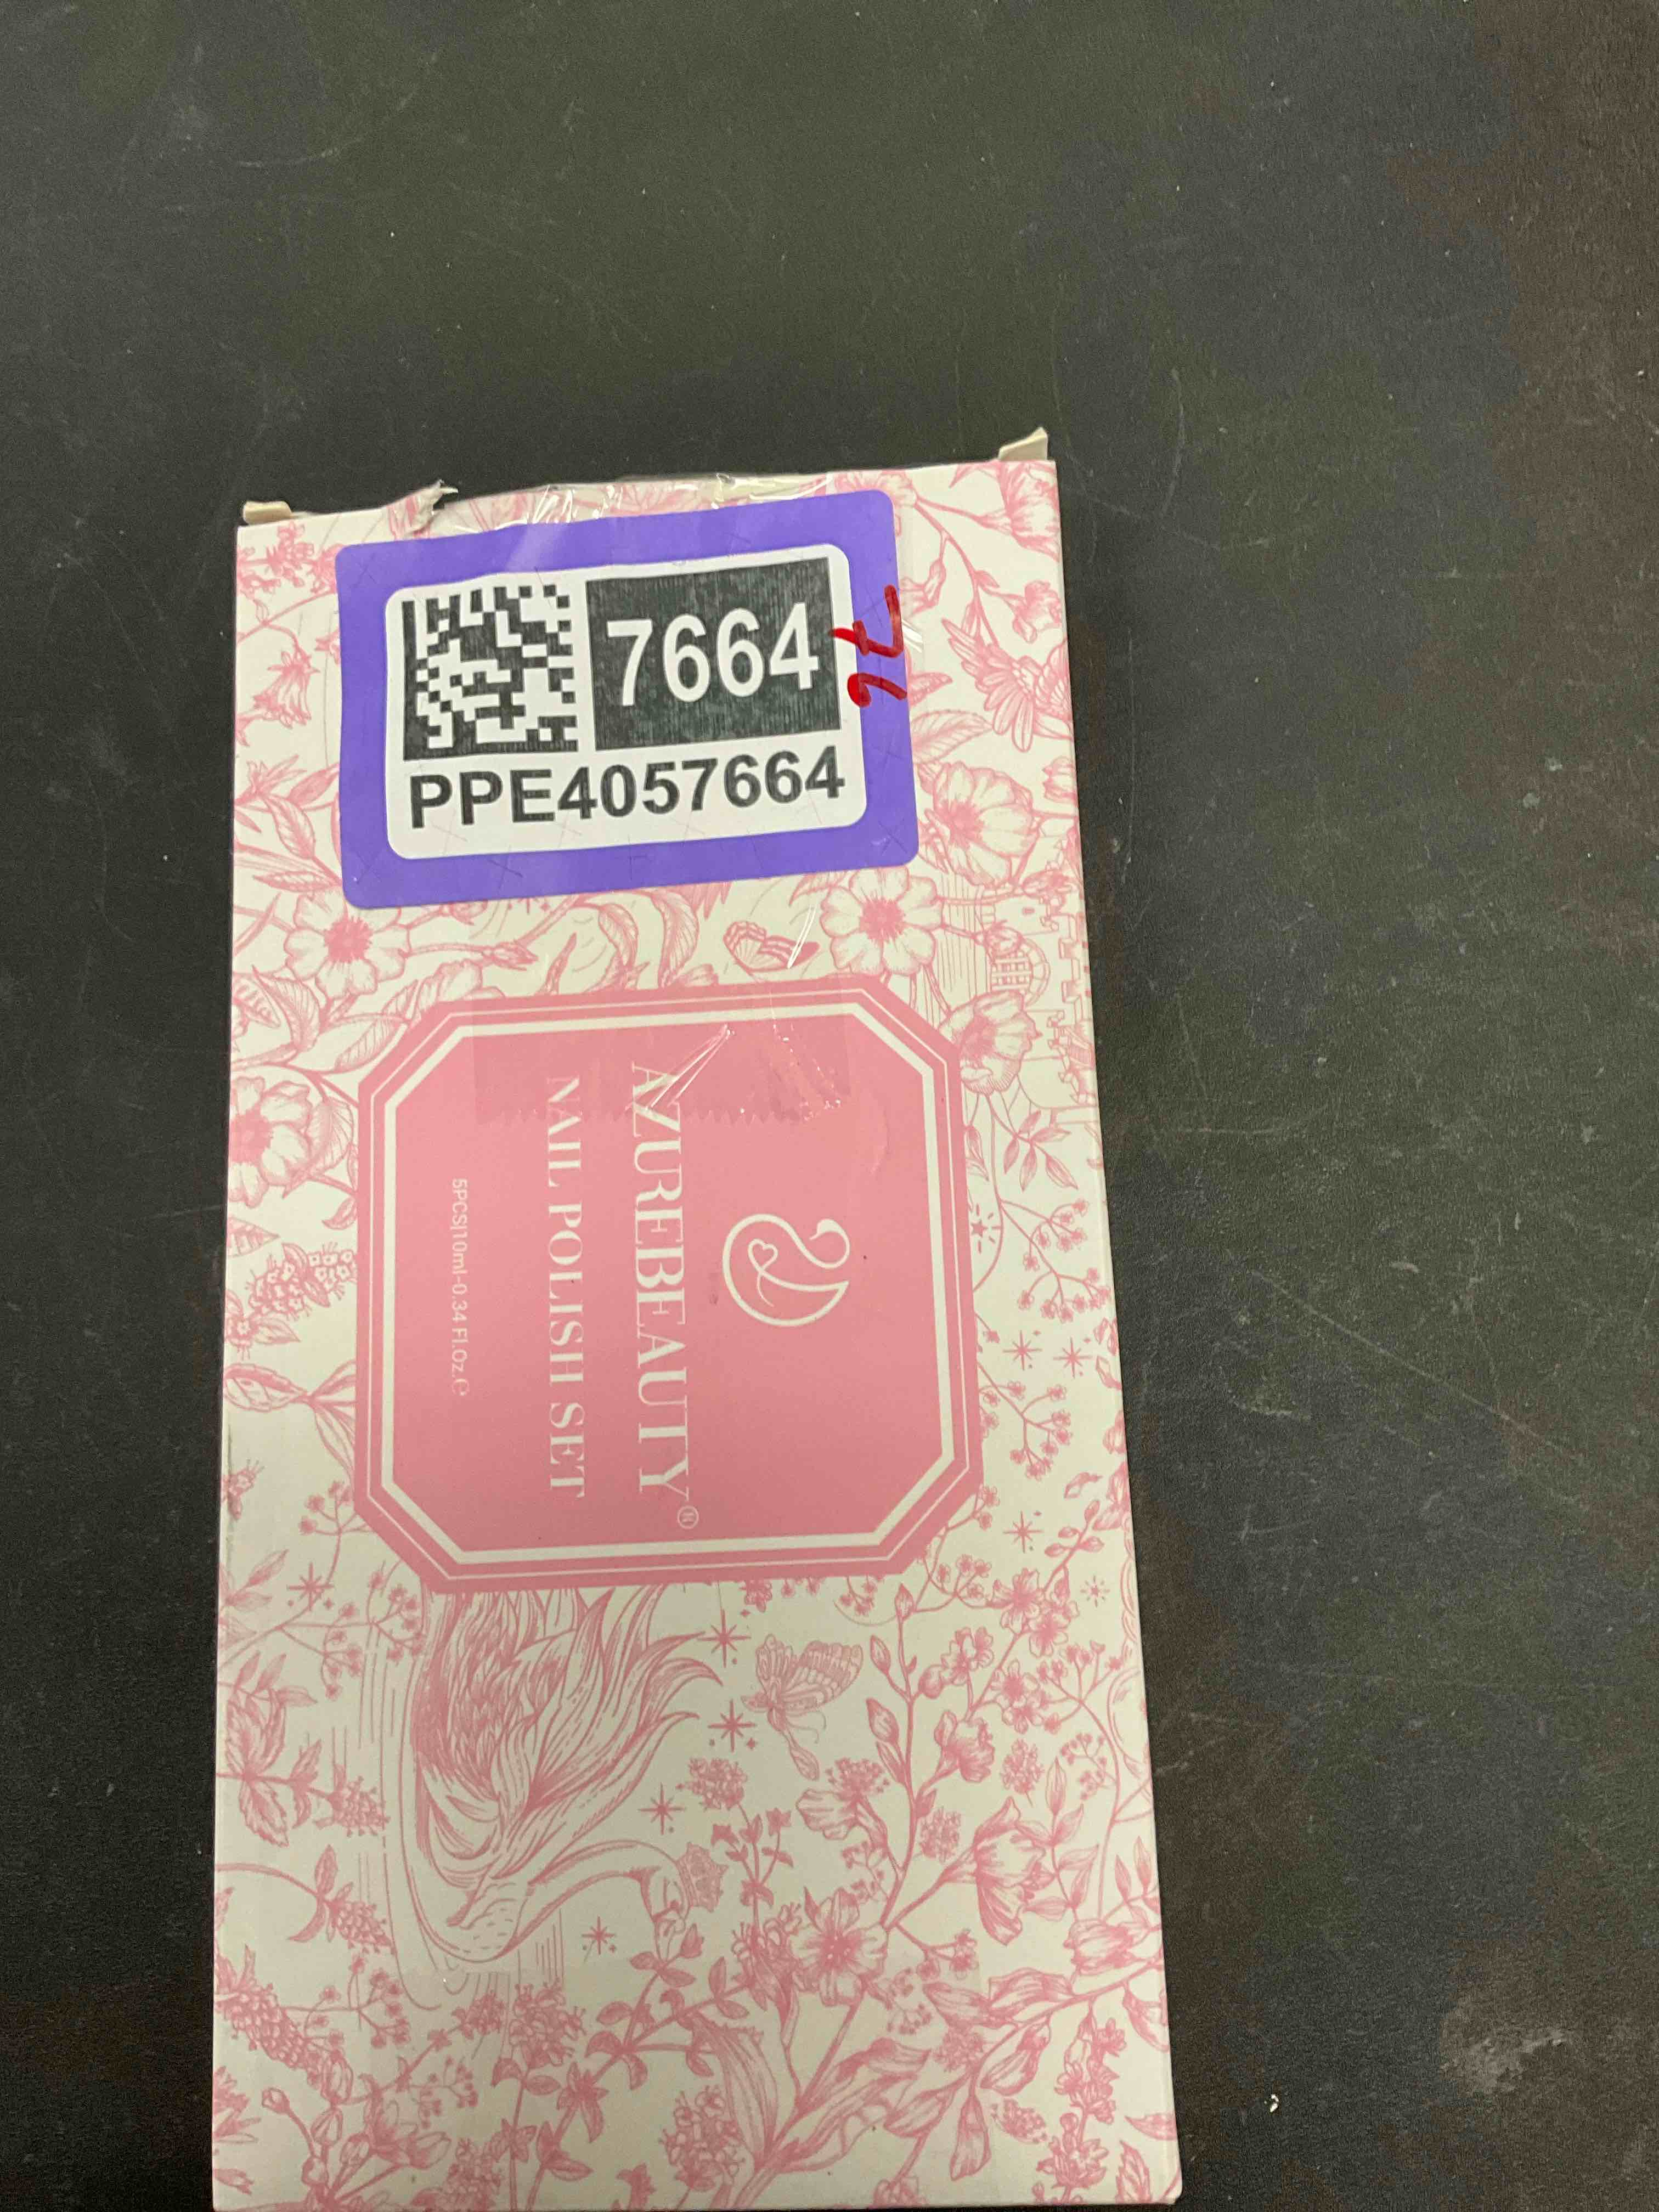 7664
PPE4057664
AZUREBEAUTY®
NAIL POLISH SET
5PCS|10ml-0.34 Fl.Oz.e